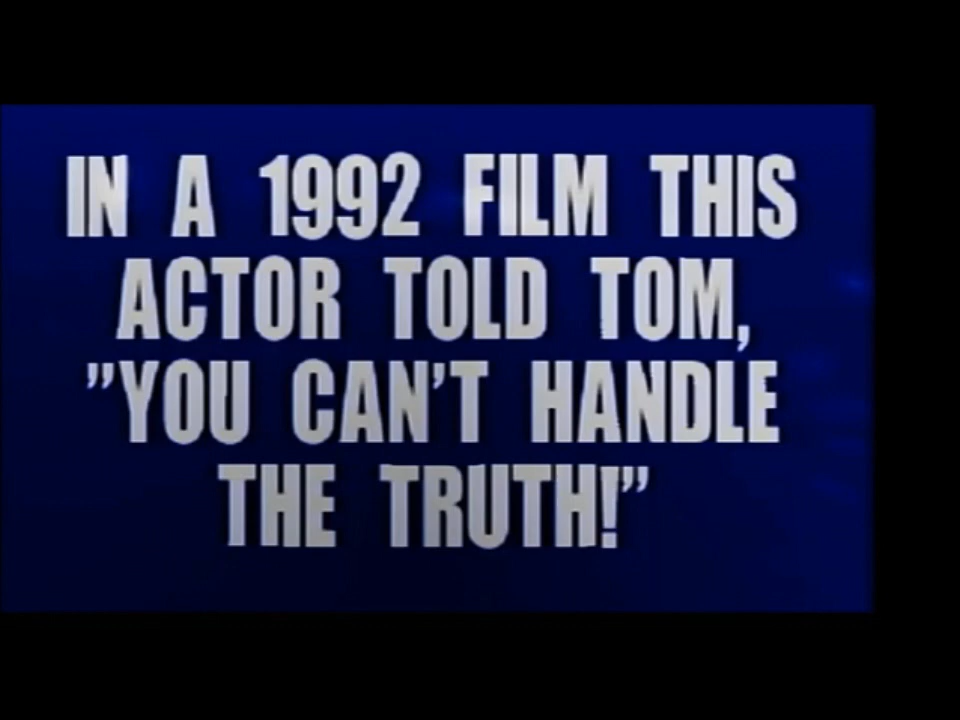 IN A 1992 FILM THIS
ACTOR TOLD TOM,
”YOU CAN’T HANDLE
THE TRUTH!”